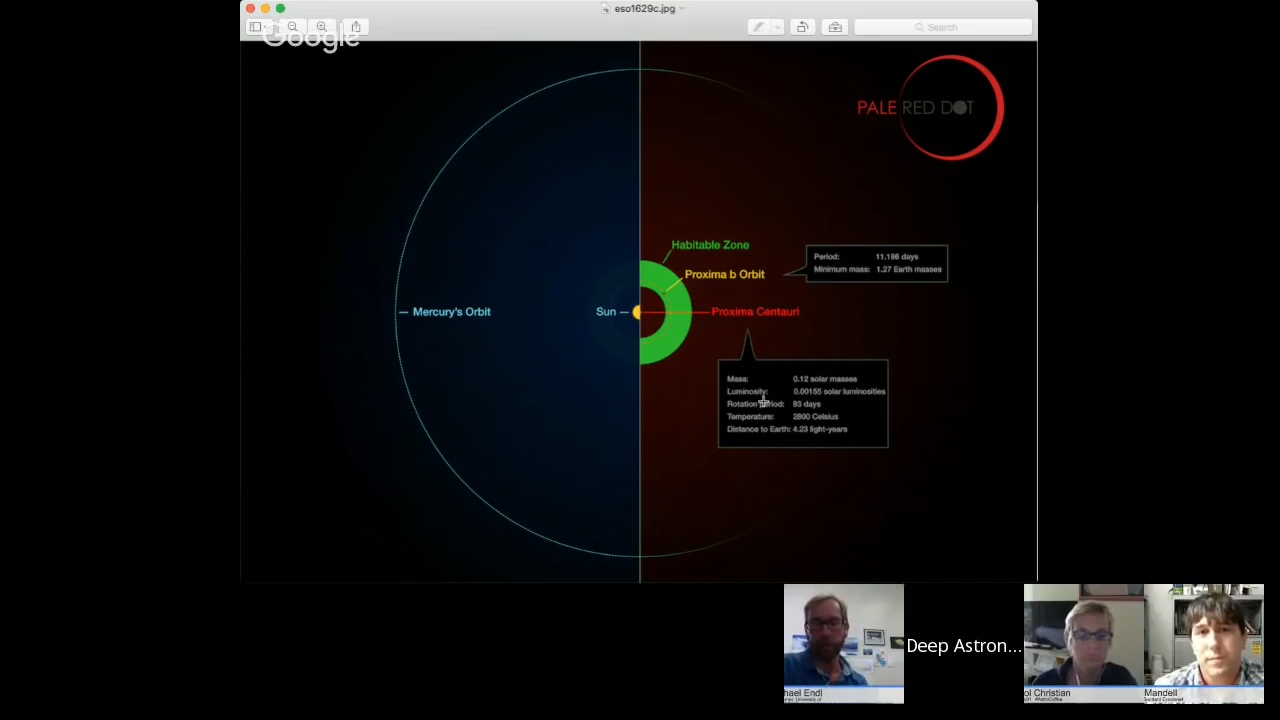 eso1629c.jpg
Google
Search
PALE RED DOT
Habitable Zone
Proxima b Orbit
Period: 11.186 days
Minimum mass: 1.27 Earth masses
Mercury's Orbit
Sun
Proxima Centauri
Mass: 0.12 solar masses
Luminosity: 0.00155 solar luminosities
Rotation period: 83 days
Temperature: 2800 Celsius
Distance to Earth: 4.23 light-years
Deep Astron...
hael Endl
ol Christian
Mandell